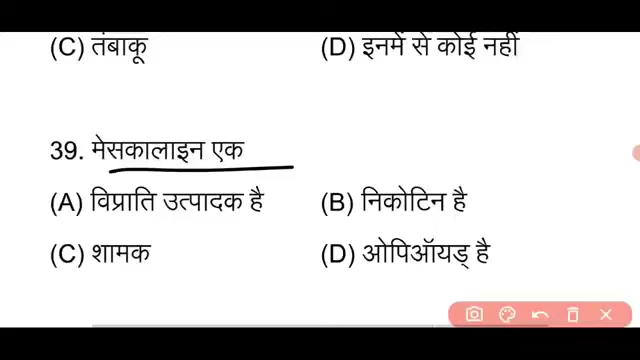 (C) तंबाकू (D) इनमें से कोई नहीं
39. मेसकालाइन एक
(A) विप्राति उत्पादक है (B) निकोटिन है
(C) शामक (D) ओपिऑयड् है